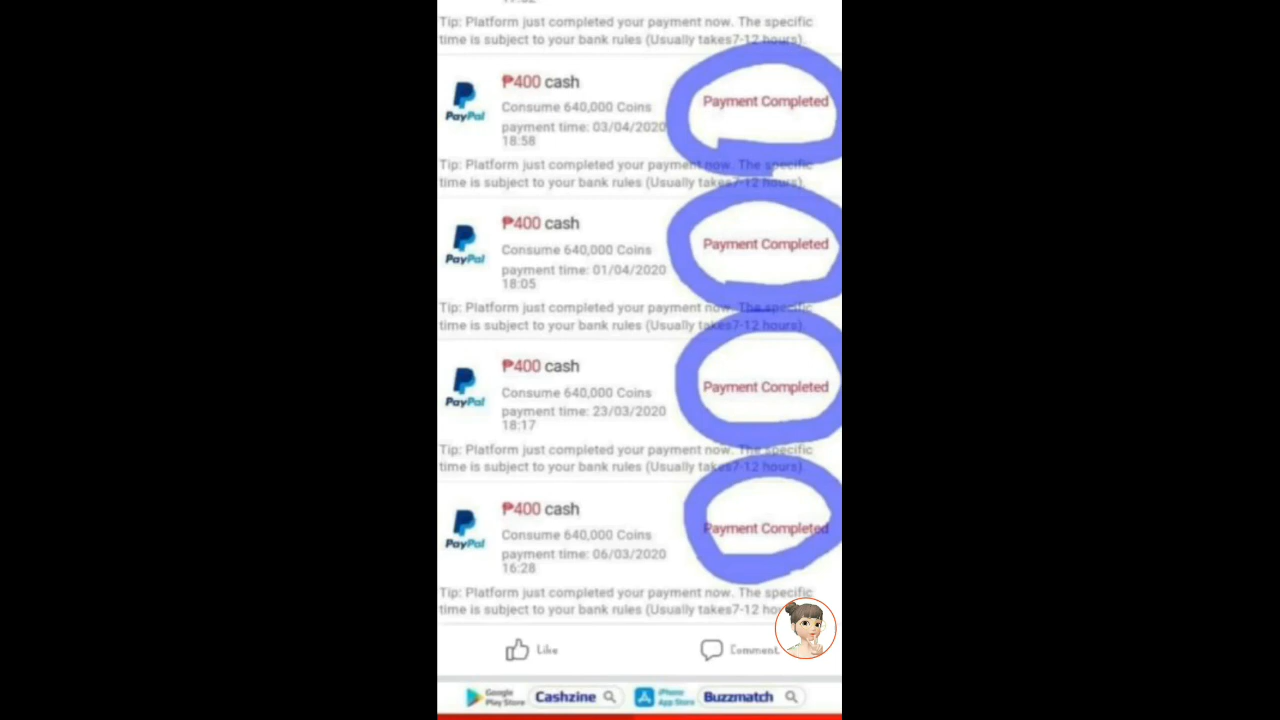 Tip: Platform just completed your payment now. The specific
time is subject to your bank rules (Usually takes7-12 hours).
₱400 cash
Consume 640,000 Coins
payment time: 03/04/2020
18:58
PayPal
Payment Completed
Tip: Platform just completed your payment now. The specific
time is subject to your bank rules (Usually takes7-12 hours).
₱400 cash
Consume 640,000 Coins
payment time: 01/04/2020
18:05
PayPal
Payment Completed
Tip: Platform just completed your payment now. The specific
time is subject to your bank rules (Usually takes7-12 hours).
₱400 cash
Consume 640,000 Coins
payment time: 23/03/2020
18:17
PayPal
Payment Completed
Tip: Platform just completed your payment now. The specific
time is subject to your bank rules (Usually takes7-12 hours).
₱400 cash
Consume 640,000 Coins
payment time: 06/03/2020
16:28
PayPal
Payment Completed
Tip: Platform just completed your payment now. The specific
time is subject to your bank rules (Usually takes7-12
Like
Comment
Google Play Store
Cashzine
iPhone App Store
Buzzmatch